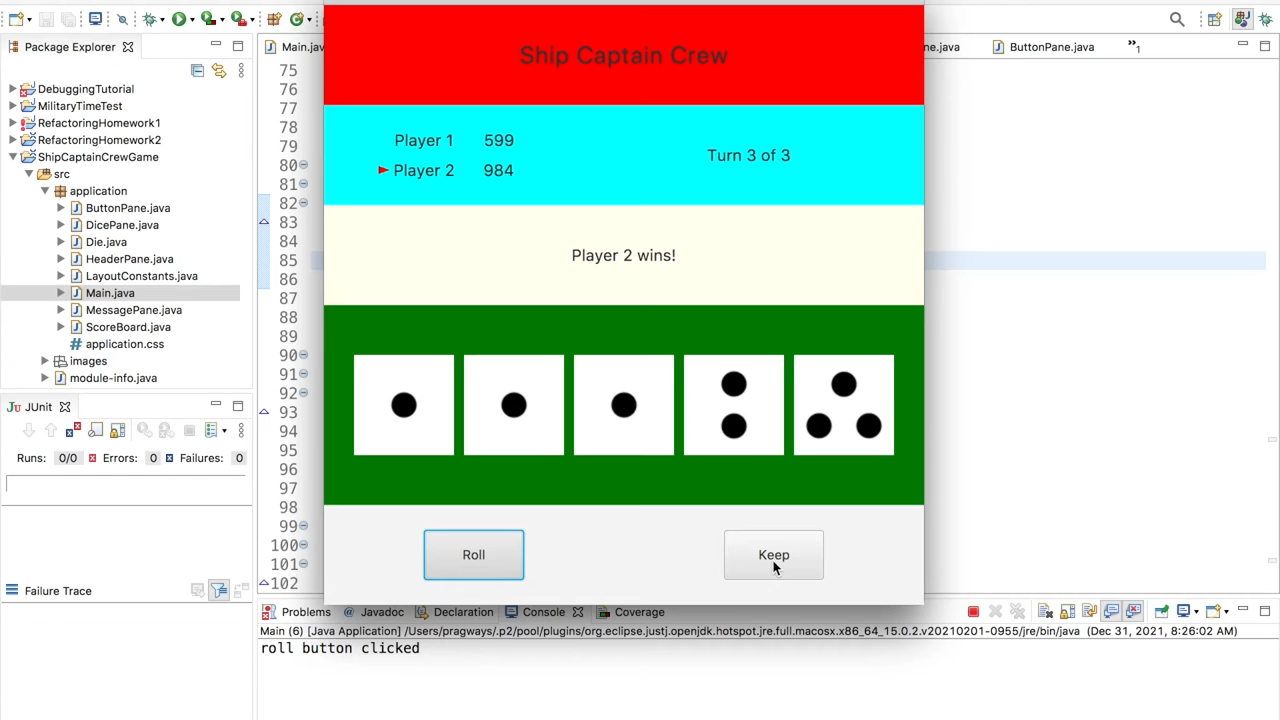 Package Explorer
DebuggingTutorial
MilitaryTimeTest
RefactoringHomework1
RefactoringHomework2
ShipCaptainCrewGame
src
application
ButtonPane.java
DicePane.java
Die.java
HeaderPane.java
LayoutConstants.java
Main.java
MessagePane.java
ScoreBoard.java
application.css
images
module-info.java
JUnit
Runs: 0/0 Errors: 0 Failures: 0
Failure Trace
Main.jav
ne.java
ButtonPane.java
»1
75
76
77
78
79
80
81
82
83
84
85
86
87
88
89
90
91
92
93
94
95
96
97
98
99
100
101
102
Ship Captain Crew
Player 1 599
Player 2 984
Turn 3 of 3
Player 2 wins!
Roll
Keep
Problems @ Javadoc Declaration Console Coverage
Main (6) [Java Application] /Users/pragways/.p2/pool/plugins/org.eclipse.justj.openjdk.hotspot.jre.full.macosx.x86_64_15.0.2.v20210201-0955/jre/bin/java (Dec 31, 2021, 8:26:02 AM)
roll button clicked